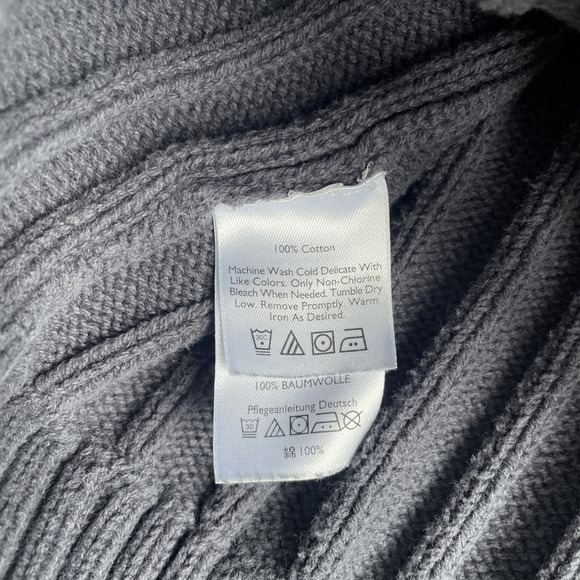 100% Cotton
Machine Wash Cold Delicate With
Like Colors. Only Non-Chlorine
Bleach When Needed. Tumble Dry
Low. Remove Promptly. Warm
Iron As Desired.
30C
100% BAUMWOLLE
Pflegeanleitung Deutsch
30
棉 100%